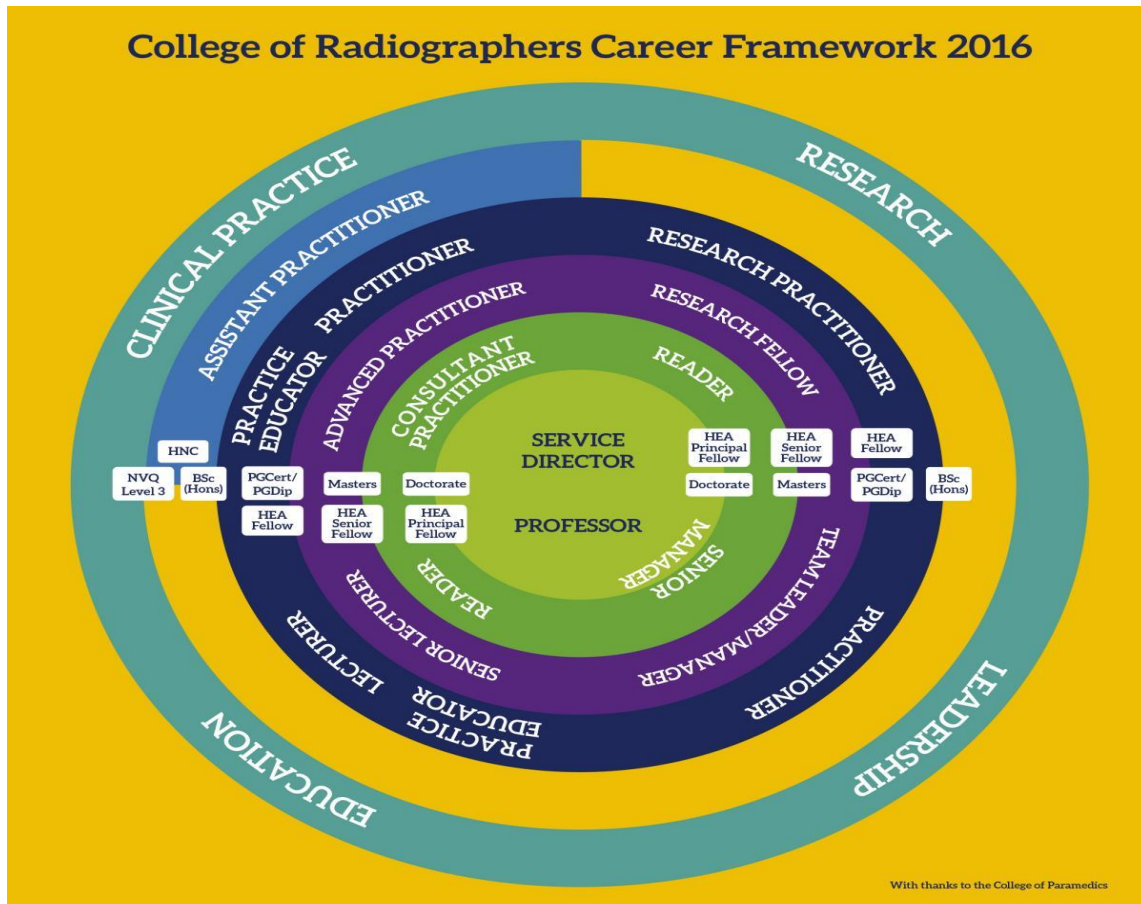 College of Radiographers Career Framework 2016
CLINICAL PRACTICE
RESEARCH
ASSISTANT PRACTITIONER
PRACTICE
EDUCATOR
PRACTITIONER
RESEARCH PRACTITIONER
ADVANCED PRACTITIONER
RESEARCH FELLOW
CONSULTANT
PRACTITIONER
READER
SERVICE
DIRECTOR
PROFESSOR
HNC
NVQ
Level 3
BSc
(Hons)
PGCert/
PGDip
HEA
Fellow
Masters
HEA
Senior
Fellow
Doctorate
HEA
Principal
Fellow
HEA
Principal
Fellow
Doctorate
HEA
Senior
Fellow
Masters
HEA
Fellow
PGCert/
PGDip
BSc
(Hons)
READER
SENIOR
MANAGER
SENIOR LECTURER
TEAM LEADER/MANAGER
LECTURER
PRACTICE
EDUCATOR
PRACTITIONER
EDUCATION
LEADERSHIP
With thanks to the College of Paramedics